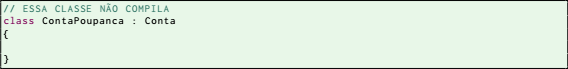 // ESSA CLASSE NÃO COMPILA
class ContaPoupanca : Conta
{
}